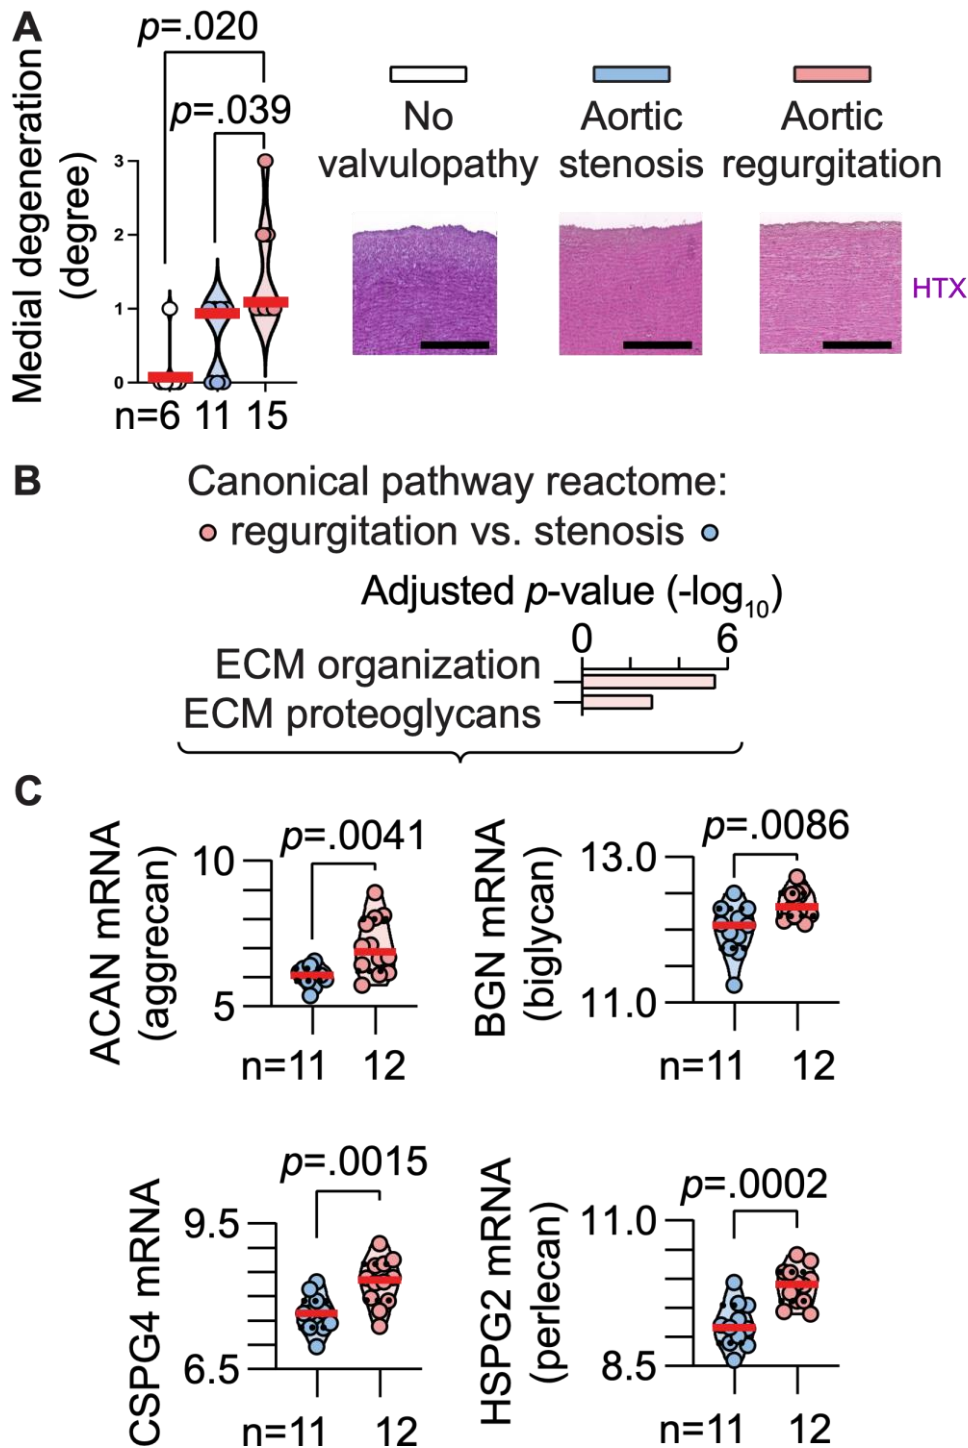 A
p=.020
p=.039
Medial degeneration
(degree)
3
2
1
0
n=6 11 15
No
valvulopathy
Aortic
stenosis
Aortic
regurgitation
HTX
B
Canonical pathway reactome:
regurgitation vs. stenosis
Adjusted p-value (-log10)
0 6
ECM organization
ECM proteoglycans
C
ACAN mRNA
(aggrecan)
p=.0041
10
5
n=11 12
BGN mRNA
(biglycan)
p=.0086
13.0
11.0
n=11 12
CSPG4 mRNA
p=.0015
9.5
6.5
n=11 12
HSPG2 mRNA
(perlecan)
p=.0002
11.0
8.5
n=11 12